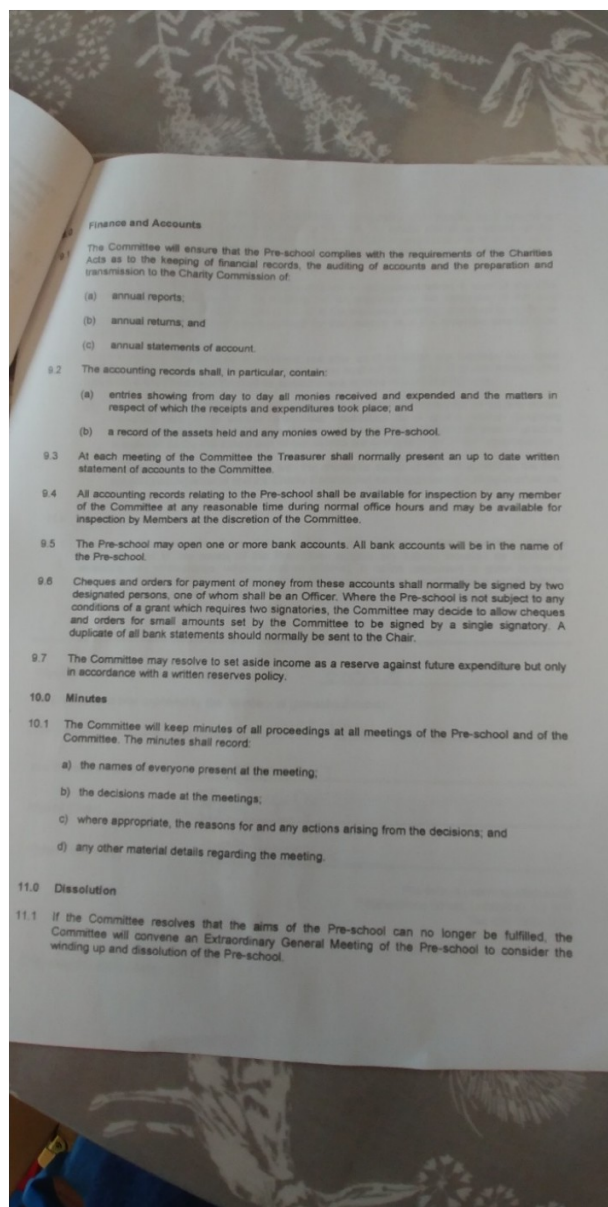 Finance and Accounts
9.1 The Committee will ensure that the Pre-school complies with the requirements of the Charities
Acts as to the keeping of financial records, the auditing of accounts and the preparation and
transmission to the Charity Commission of:
(a) annual reports;
(b) annual returns; and
(c) annual statements of account.
9.2 The accounting records shall, in particular, contain:
(a) entries showing from day to day all monies received and expended and the matters in
respect of which the receipts and expenditures took place; and
(b) a record of the assets held and any monies owed by the Pre-school.
9.3 At each meeting of the Committee the Treasurer shall normally present an up to date written
statement of accounts to the Committee.
9.4 All accounting records relating to the Pre-school shall be available for inspection by any member
of the Committee at any reasonable time during normal office hours and may be available for
inspection by Members at the discretion of the Committee.
9.5 The Pre-school may open one or more bank accounts. All bank accounts will be in the name of
the Pre-school.
9.6 Cheques and orders for payment of money from these accounts shall normally be signed by two
designated persons, one of whom shall be an Officer. Where the Pre-school is not subject to any
conditions of a grant which requires two signatories, the Committee may decide to allow cheques
and orders for small amounts set by the Committee to be signed by a single signatory. A
duplicate of all bank statements should normally be sent to the Chair.
9.7 The Committee may resolve to set aside income as a reserve against future expenditure but only
in accordance with a written reserves policy.
10.0 Minutes
10.1 The Committee will keep minutes of all proceedings at all meetings of the Pre-school and of the
Committee. The minutes shall record:
a) the names of everyone present at the meeting;
b) the decisions made at the meetings;
c) where appropriate, the reasons for and any actions arising from the decisions; and
d) any other material details regarding the meeting.
11.0 Dissolution
11.1 If the Committee resolves that the aims of the Pre-school can no longer be fulfilled, the
Committee will convene an Extraordinary General Meeting of the Pre-school to consider the
winding up and dissolution of the Pre-school.